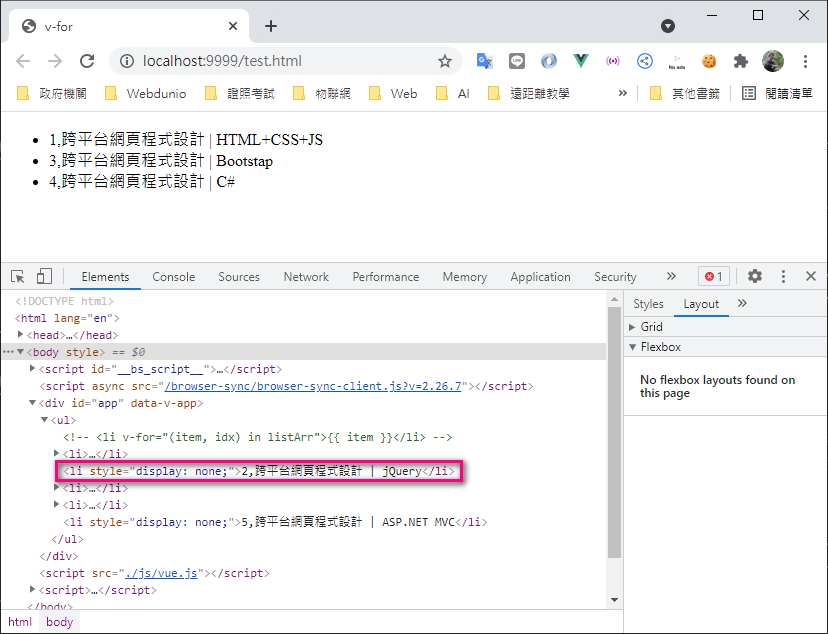 v-for
localhost:9999/test.html
政府機關 Webdunio 證照考試 物聯網 Web AI 遠距離教學 » 其他書籤 閱讀清單
• 1,跨平台網頁程式設計 | HTML+CSS+JS
• 3,跨平台網頁程式設計 | Bootstap
• 4,跨平台網頁程式設計 | C#
Elements Console Sources Network Performance Memory Application Security » 1
Styles Layout »
<!DOCTYPE html>
<html lang="en">
<head>…</head>
<body style> == $0
<script id="__bs_script__">…</script>
<script async src="/browser-sync/browser-sync-client.js?v=2.26.7"></script>
<div id="app" data-v-app>
<ul>
<!-- <li v-for="(item, idx) in listArr">{{ item }}</li> -->
<li>…</li>
<li style="display: none;">2,跨平台網頁程式設計 | jQuery</li>
<li>…</li>
<li>…</li>
<li style="display: none;">5,跨平台網頁程式設計 | ASP.NET MVC</li>
</ul>
</div>
<script src="./js/vue.js"></script>
<script>…</script>
</body>
Grid
Flexbox
No flexbox layouts found on
this page
html body